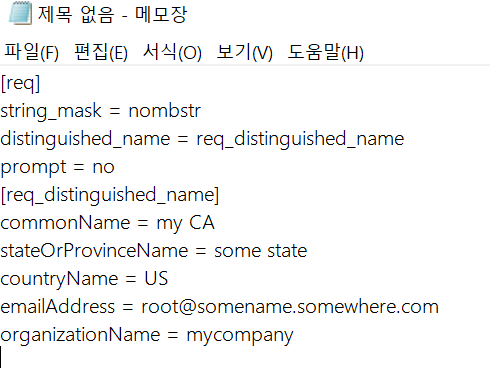 제목 없음 - 메모장
파일(F) 편집(E) 서식(O) 보기(V) 도움말(H)
[req]
string_mask = nombstr
distinguished_name = req_distinguished_name
prompt = no
[req_distinguished_name]
commonName = my CA
stateOrProvinceName = some state
countryName = US
emailAddress = root@somename.somewhere.com
organizationName = mycompany